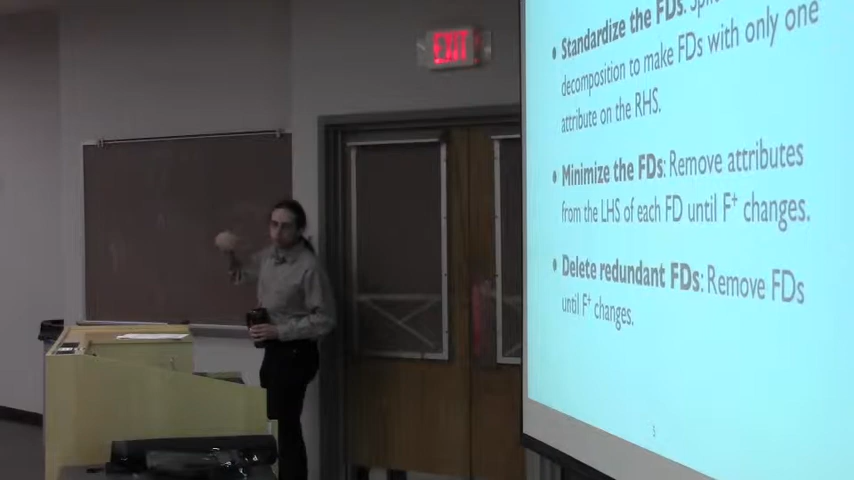 EXIT
• Standardize the FDs: Split
decomposition to make FDs with only one
attribute on the RHS.
• Minimize the FDs: Remove attributes
from the LHS of each FD until F+ changes.
• Delete redundant FDs: Remove FDs
until F+ changes.